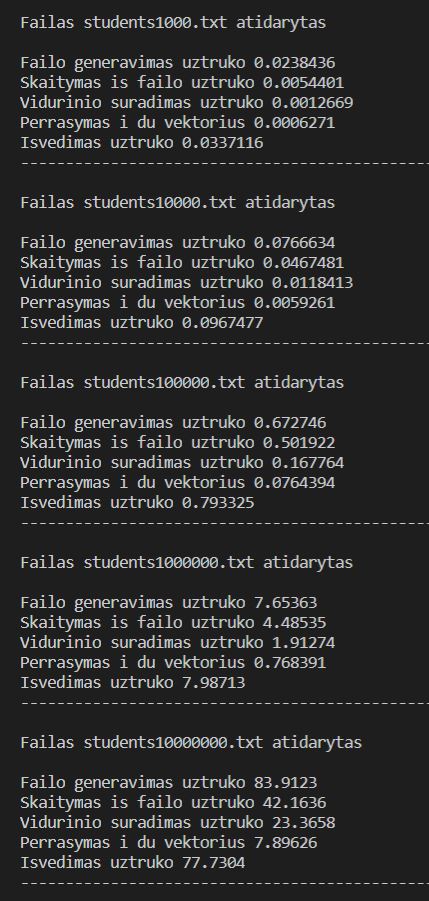 Failas students1000.txt atidarytas
Failo generavimas uztruko 0.0238436
Skaitymas is failo uztruko 0.0054401
Vidurinio suradimas uztruko 0.0012669
Perrasymas i du vektorius 0.0006271
Isvedimas uztruko 0.0337116
----------------------------------------------
Failas students10000.txt atidarytas
Failo generavimas uztruko 0.0766634
Skaitymas is failo uztruko 0.0467481
Vidurinio suradimas uztruko 0.0118413
Perrasymas i du vektorius 0.0059261
Isvedimas uztruko 0.0967477
----------------------------------------------
Failas students100000.txt atidarytas
Failo generavimas uztruko 0.672746
Skaitymas is failo uztruko 0.501922
Vidurinio suradimas uztruko 0.167764
Perrasymas i du vektorius 0.0764394
Isvedimas uztruko 0.793325
----------------------------------------------
Failas students1000000.txt atidarytas
Failo generavimas uztruko 7.65363
Skaitymas is failo uztruko 4.48535
Vidurinio suradimas uztruko 1.91274
Perrasymas i du vektorius 0.768391
Isvedimas uztruko 7.98713
----------------------------------------------
Failas students10000000.txt atidarytas
Failo generavimas uztruko 83.9123
Skaitymas is failo uztruko 42.1636
Vidurinio suradimas uztruko 23.3658
Perrasymas i du vektorius 7.89626
Isvedimas uztruko 77.7304
----------------------------------------------